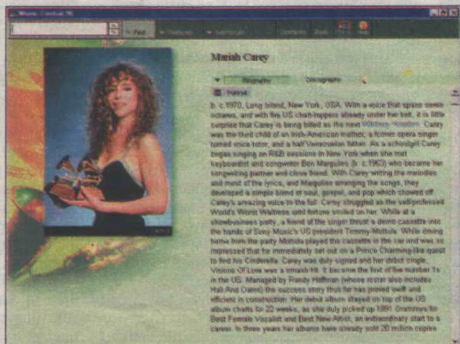 Find
Mariah Carey
Biography Discography
Portrait
b. c.1970, Long Island, New York, USA. With a voice that spans seven
octaves, and with five US chart-toppers already under her belt, it is little
surprise that Carey is being billed as the next Whitney Houston. Carey
was the third child of an Irish-American mother, a former opera singer
turned voice tutor, and a half Venezuelan father. As a schoolgirl Carey
began singing on R&B sessions in New York when she met
keyboardist and songwriter Ben Margulies (b. c.1963) who became her
songwriting partner and close friend. With Carey writing the melodies
and most of the lyrics, and Margulies arranging the songs, they
developed a simple blend of soul, gospel, and pop which showed off
Carey's amazing voice to the full. Carey struggled as the self-professed
World's Worst Waitress until fortune smiled on her. While at a
showbusiness party, a friend of the singer thrust a demo cassette into
the hands of Sony Music's US president Tommy Mottola. While driving
home from the party Mottola played the cassette in the car and was so
impressed that he immediately set out on a Prince Charming-like quest
to find his Cinderella. Carey was duly signed and her debut single,
Visions Of Love was a smash hit. It became the first of five number 1s
in the US. Managed by Randy Hoffman (whose roster also includes
Hall And Oates) the success story thus far has proved swift and
efficient in construction. Her debut album stayed on top of the US
album charts for 22 weeks, as she duly picked up 1991 Grammys for
Best Female Vocalist and Best New Artist, an extraordinary start to a
career. In three years her albums have already sold 20 million copies